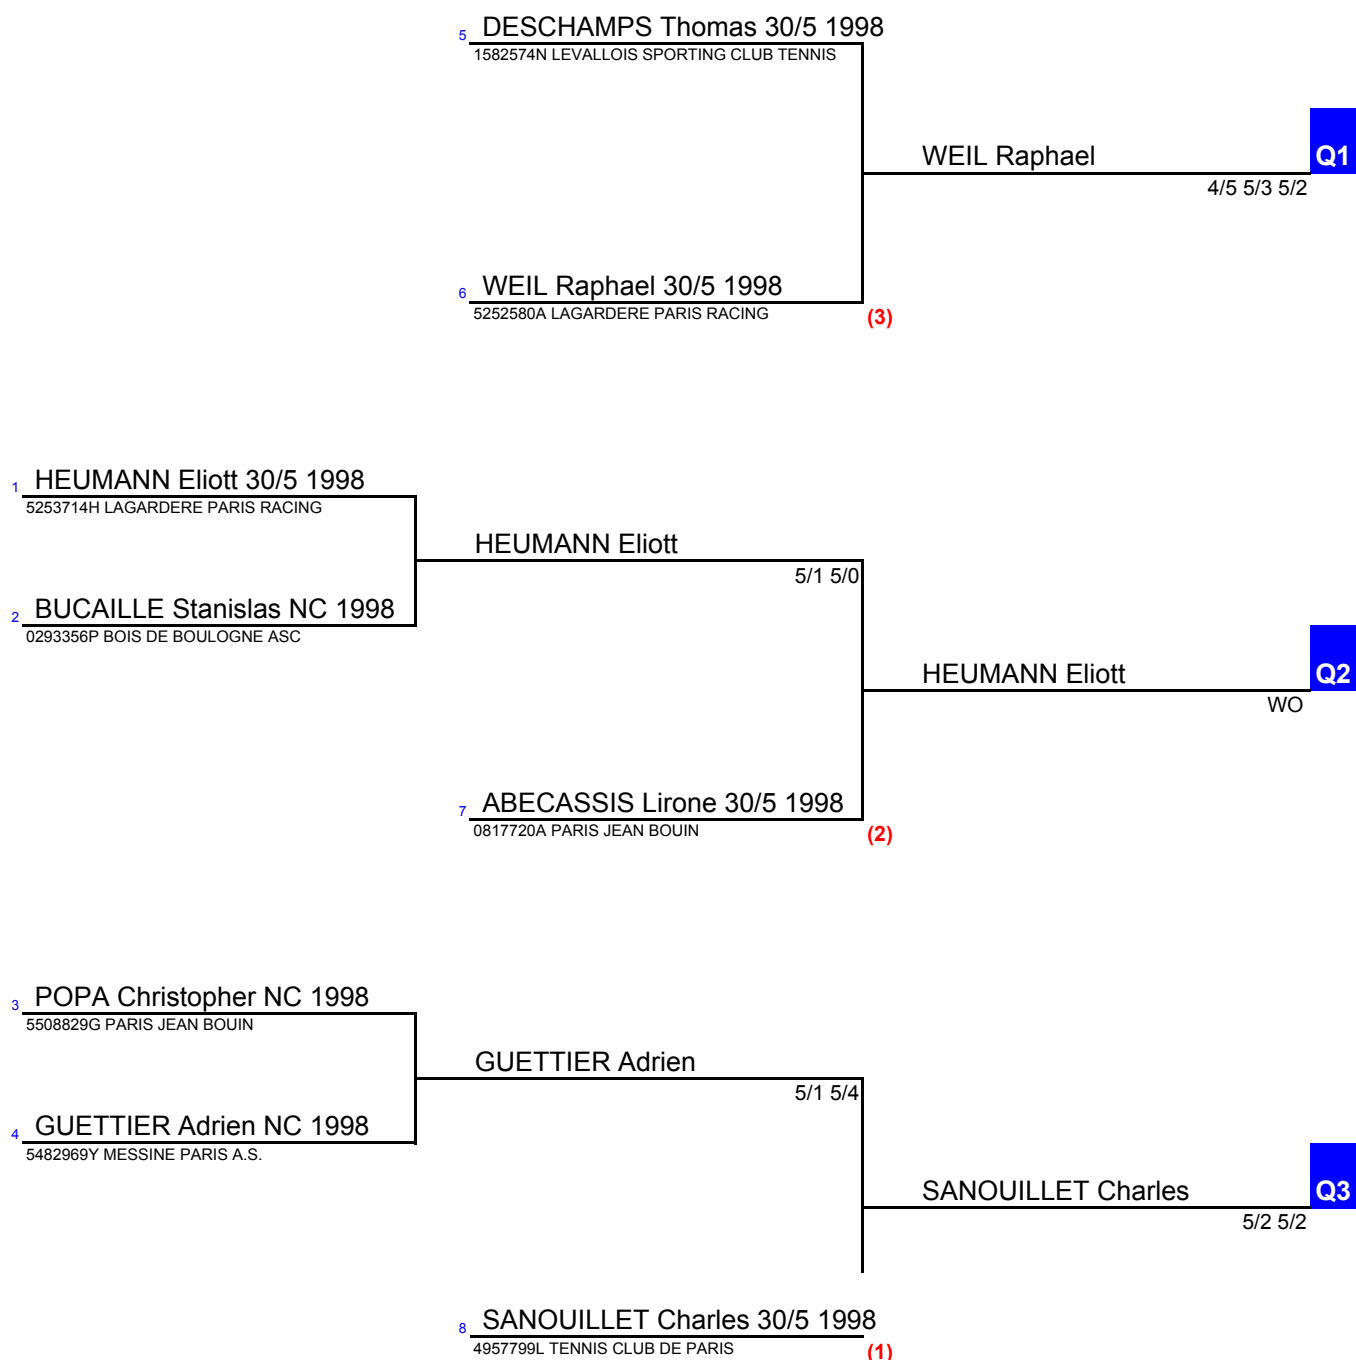 5 DESCHAMPS Thomas 30/5 1998
1582574N LEVALLOIS SPORTING CLUB TENNIS
WEIL Raphael Q1
4/5 5/3 5/2
6 WEIL Raphael 30/5 1998
5252580A LAGARDERE PARIS RACING (3)
1 HEUMANN Eliott 30/5 1998
5253714H LAGARDERE PARIS RACING
HEUMANN Eliott
5/1 5/0
2 BUCAILLE Stanislas NC 1998
0293356P BOIS DE BOULOGNE ASC
HEUMANN Eliott Q2
WO
7 ABECASSIS Lirone 30/5 1998
0817720A PARIS JEAN BOUIN (2)
3 POPA Christopher NC 1998
5508829G PARIS JEAN BOUIN
GUETTIER Adrien
5/1 5/4
4 GUETTIER Adrien NC 1998
5482969Y MESSINE PARIS A.S.
SANOUILLET Charles Q3
5/2 5/2
8 SANOUILLET Charles 30/5 1998
4957799L TENNIS CLUB DE PARIS (1)